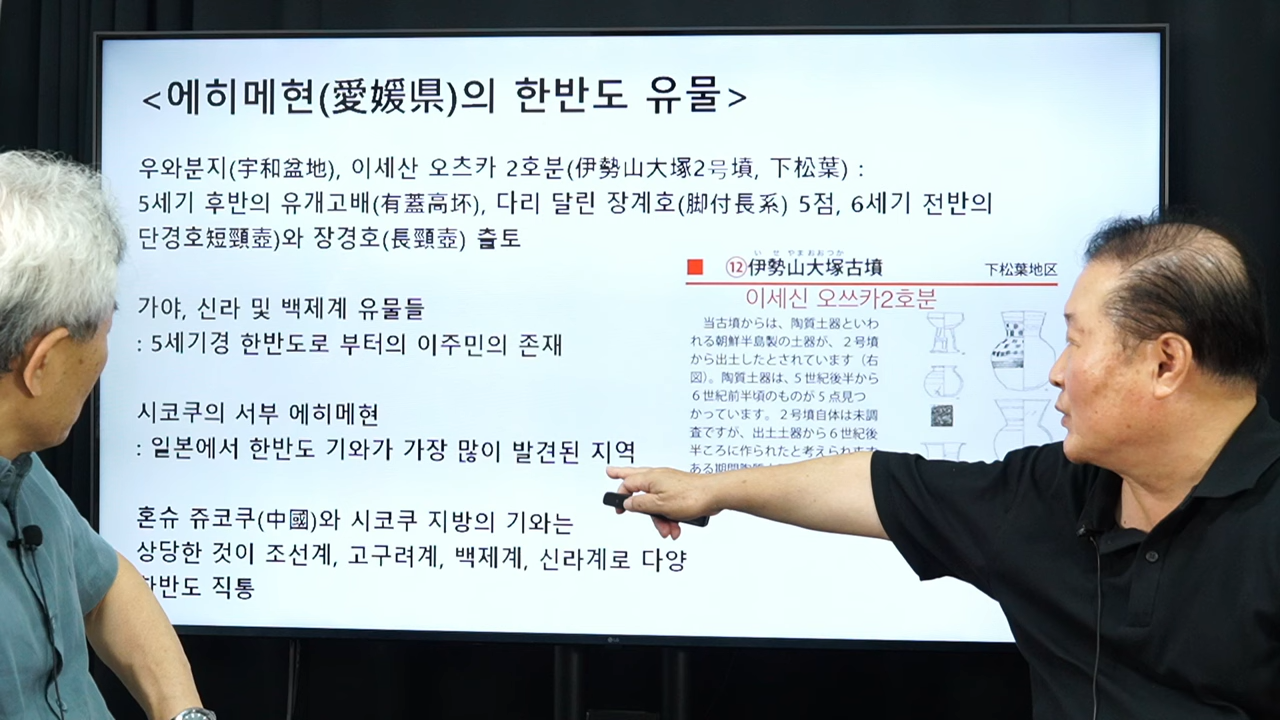 <에히메현(愛媛県)의 한반도 유물>
우와분지(宇和盆地), 이세산 오츠카 2호분(伊勢山大塚2号墳, 下松葉) :
5세기 후반의 유개고배(有蓋高坏), 다리 달린 장계호(脚付長系) 5점, 6세기 전반의
단경호短頸壺)와 장경호(長頸壺) 출토
가야, 신라 및 백제계 유물들
: 5세기경 한반도로 부터의 이주민의 존재
시코쿠의 서부 에히메현
: 일본에서 한반도 기와가 가장 많이 발견된 지역
혼슈 쥬코쿠(中國)와 시코쿠 지방의 기와는
상당한 것이 조선계, 고구려계, 백제계, 신라계로 다양
한반도 직통
いせやまおおつか
⑫伊勢山大塚古墳 下松葉地区
이세신 오쓰카2호분
当古墳からは、陶質土器といわ
れる朝鮮半島製の土器が、2号墳
から出土したとされています（右
図）。陶質土器は、5世紀後半から
6世紀前半頃のものが5点見つ
かっています。2号墳自体は未調
査ですが、出土土器から6世紀後
半ころに作られたと考えられます
ある期間陶質
LG